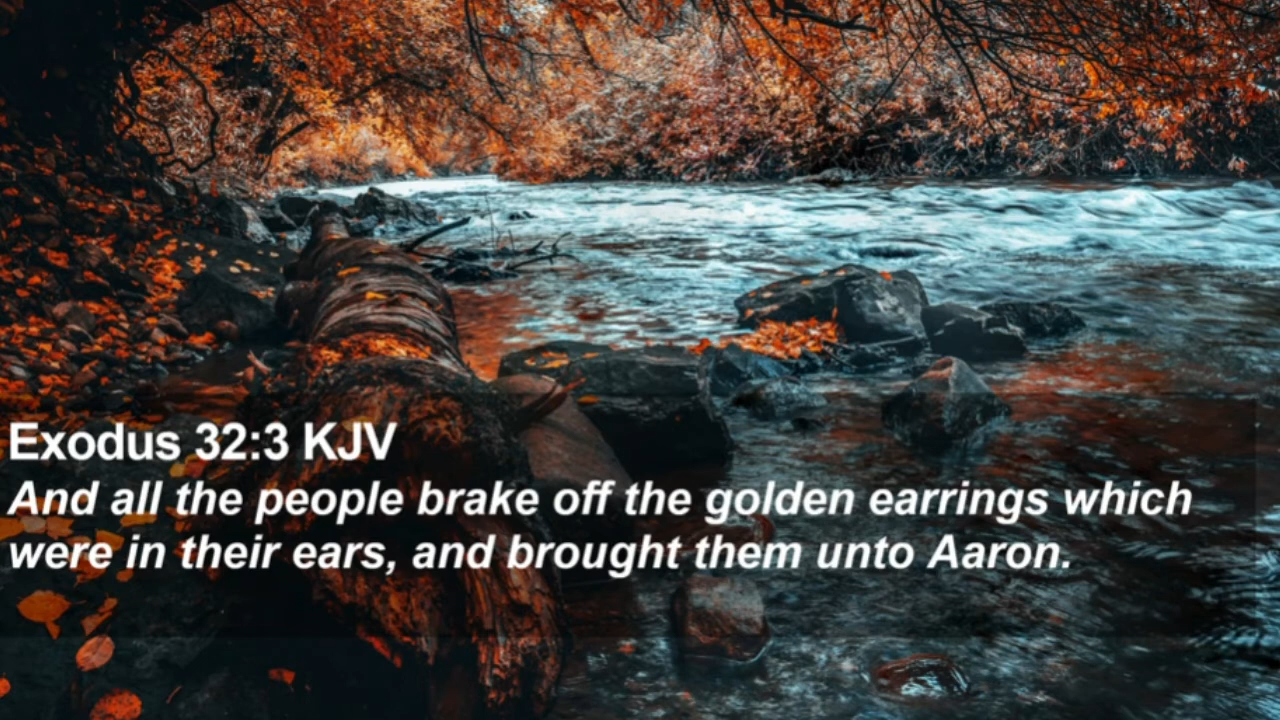 Exodus 32:3 KJV
And all the people brake off the golden earrings which
were in their ears, and brought them unto Aaron.